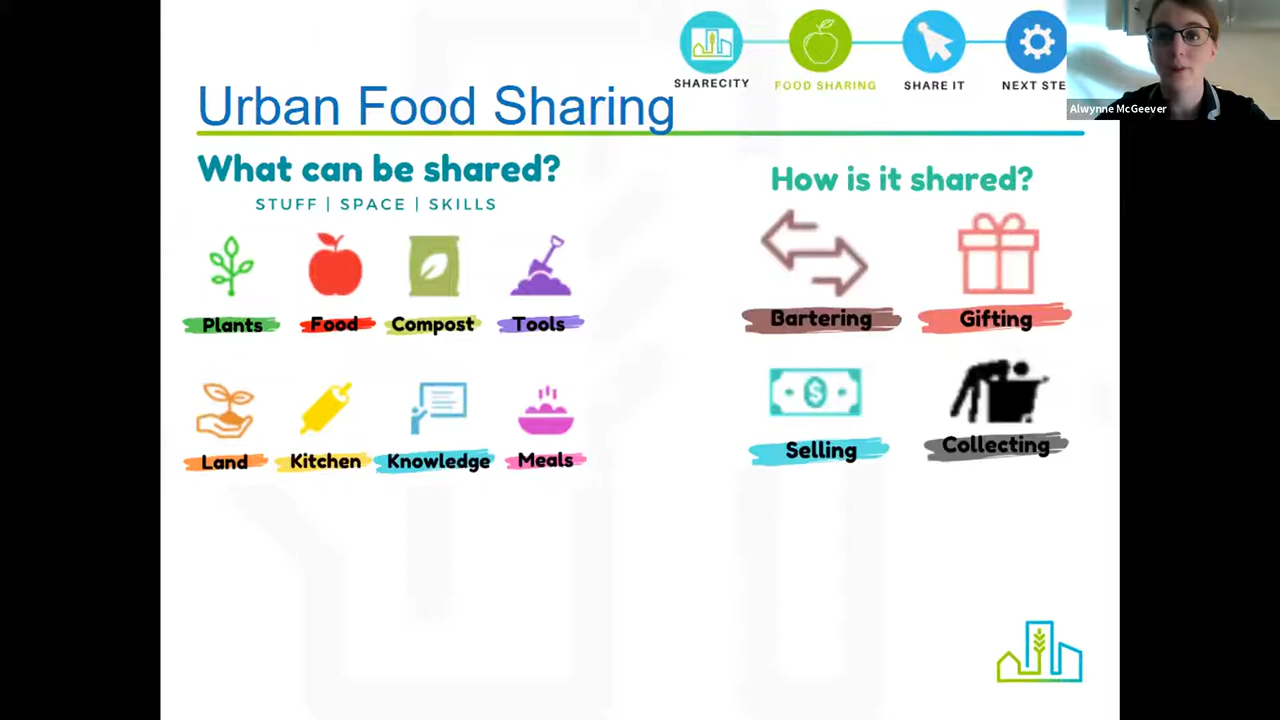 SHARECITY
FOOD SHARING
SHARE IT
NEXT STE
Alwynne McGeever
Urban Food Sharing
What can be shared?
STUFF | SPACE | SKILLS
Plants
Food
Compost
Tools
Land
Kitchen
Knowledge
Meals
How is it shared?
Bartering
Gifting
$
Selling
Collecting